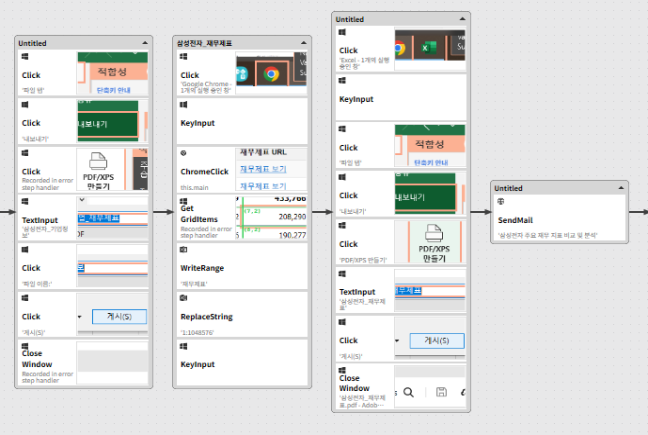 Untitled
Click
'파일 탭'
적합성
단축키 안내
Click
'내보내기'
내보내기
Click
Recorded in error
step handler
PDF/XPS
만들기
TextInput
'삼성전자_기업정
보'
Click
'파일 이름:'
Click
'게시(S)'
게시(S)
Close
Window
Recorded in error
step handler
삼성전자_재무제표
Click
'Google Chrome -
1개의 실행 중인 창'
KeyInput
ChromeClick
this.main
재무제표 URL
재무제표 보기
재무제표 보기
Get
GridItems
Recorded in error
step handler
433,766
208,290
190,277
WriteRange
'재무제표'
ReplaceString
'1:1048576'
KeyInput
Untitled
Click
'Excel - 1개의 실행
중인 창'
KeyInput
Click
'파일 탭'
적합성
단축키 안내
Click
'내보내기'
내보내기
Click
'PDF/XPS 만들기'
PDF/XPS
만들기
TextInput
'삼성전자_재무제
표'
Click
'게시(S)'
게시(S)
Close
Window
'삼성전자_재무제
표.pdf - Adob…
Untitled
SendMail
'삼성전자 주요 재무 지표 비교 및 분석'